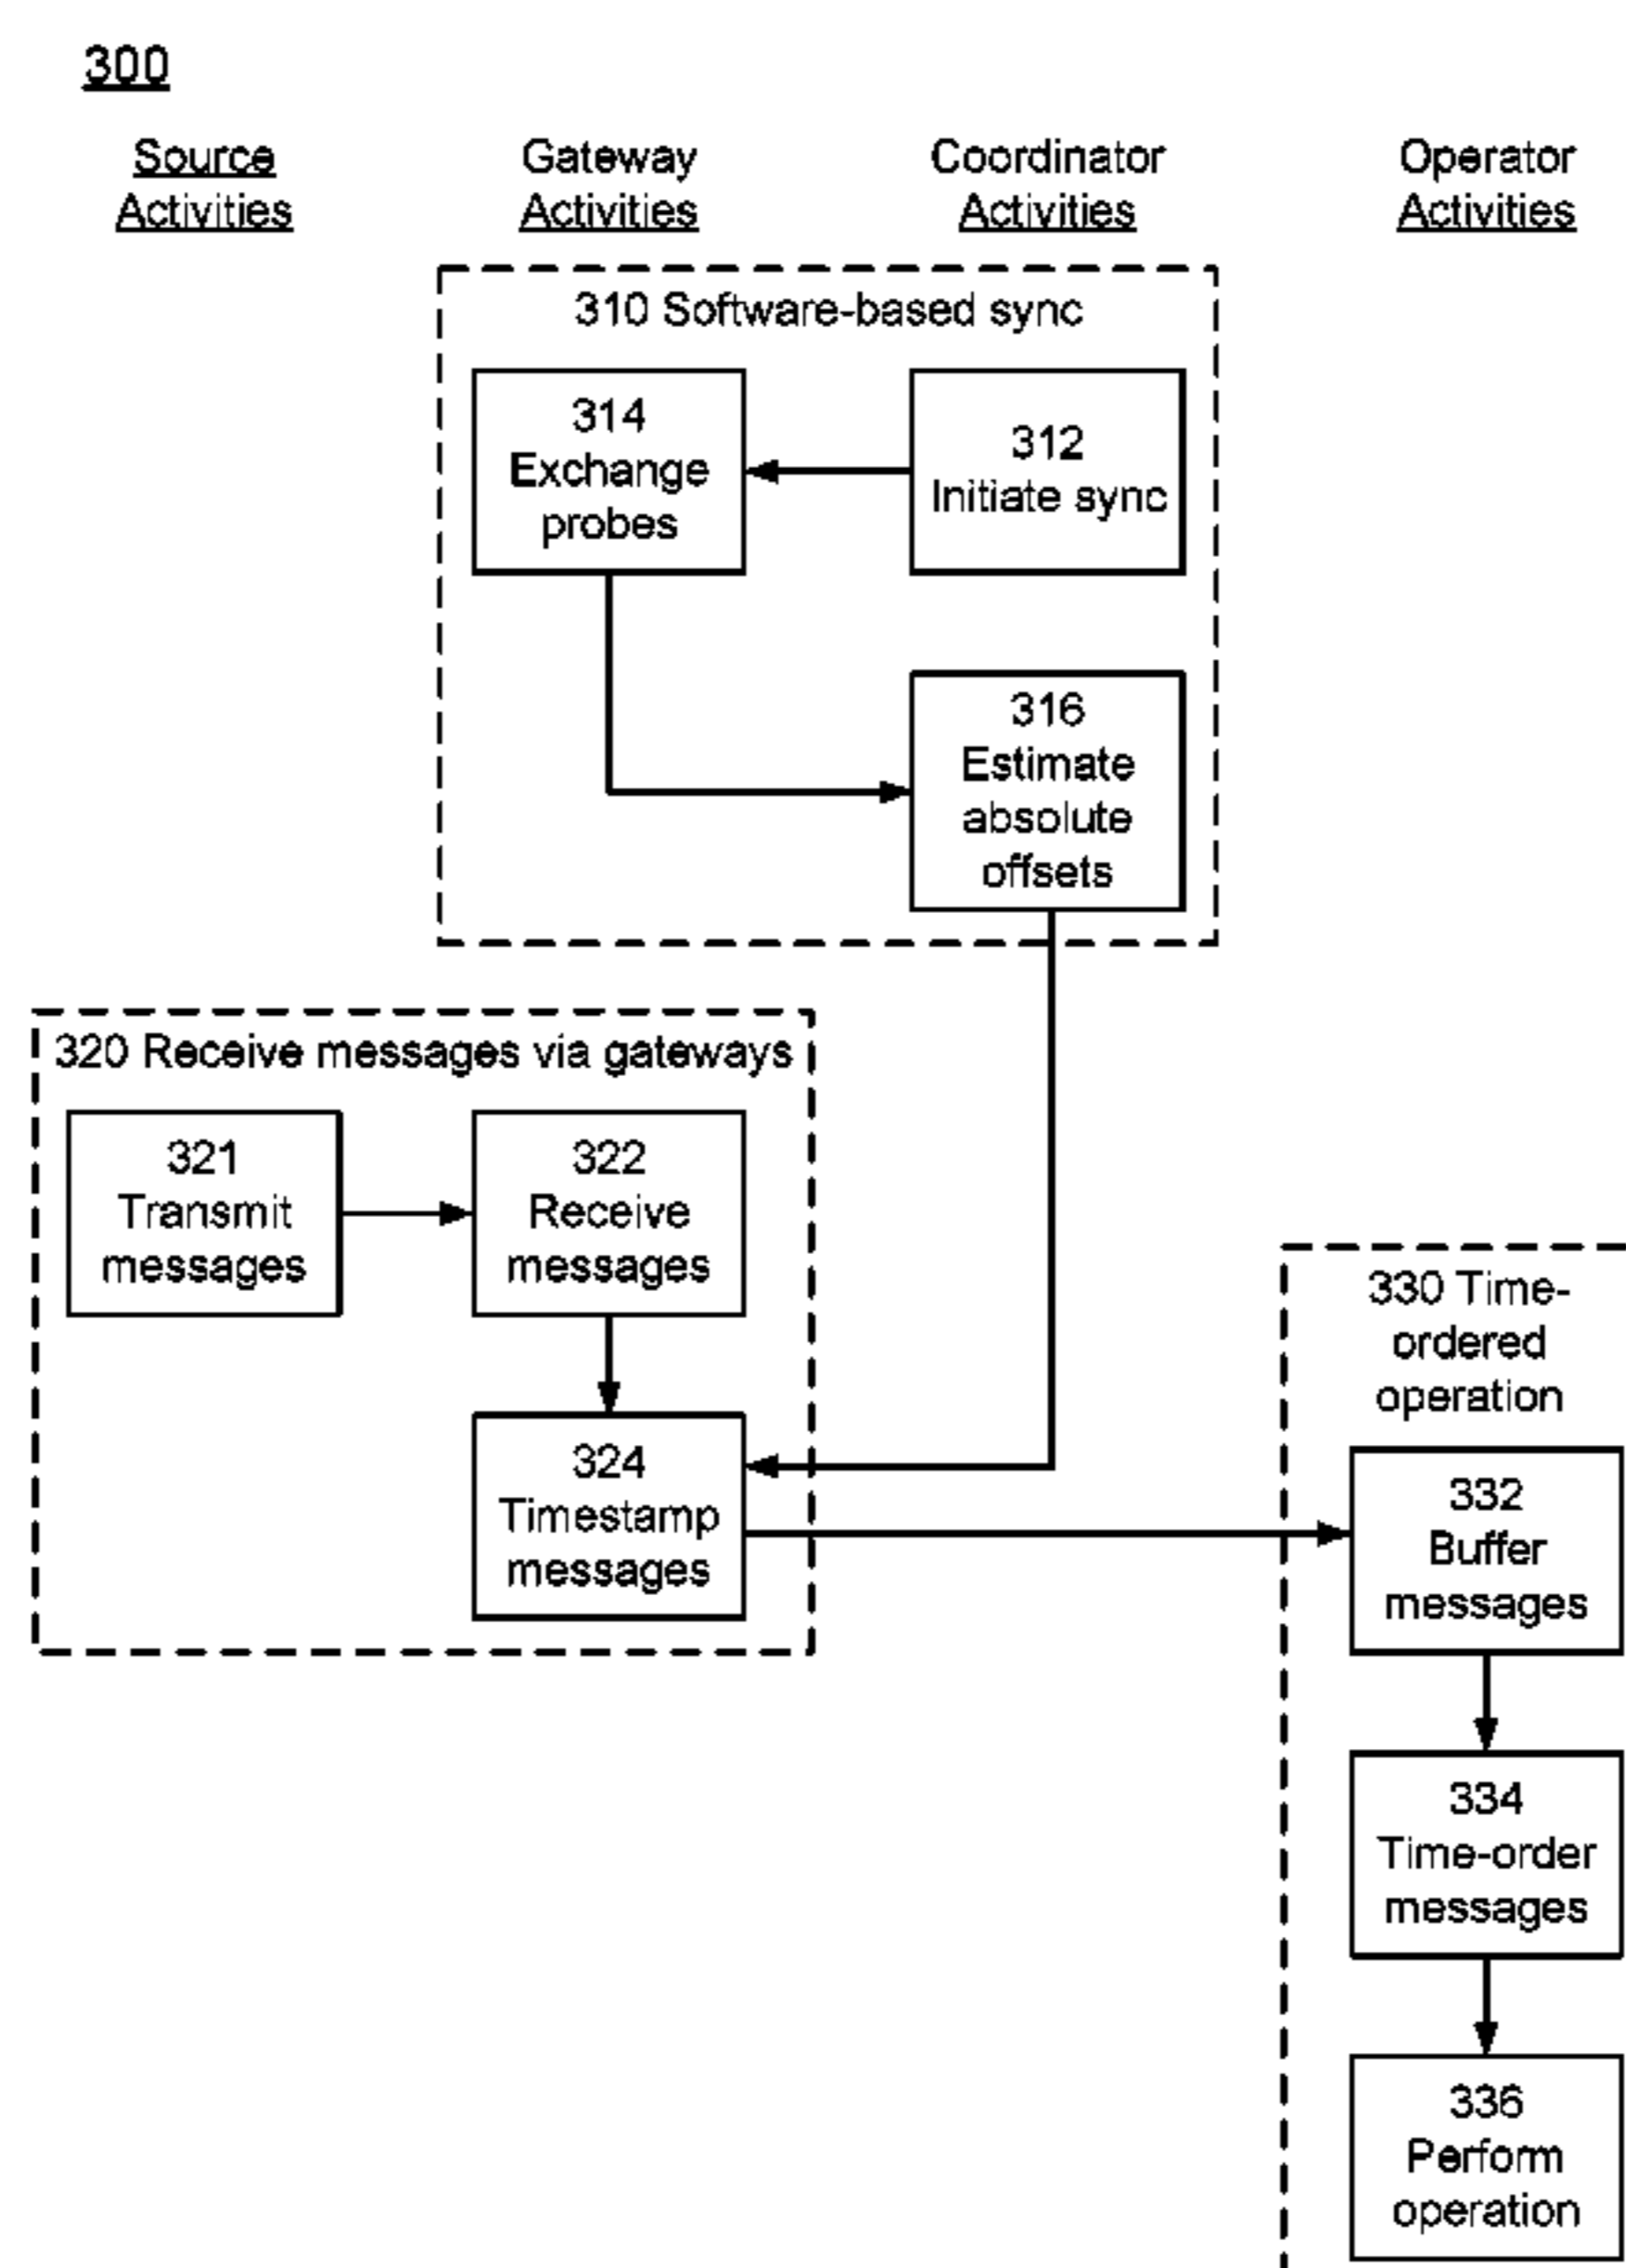 300
Source
Activities
Gateway
Activities
Coordinator
Activities
Operator
Activities
310 Software-based sync
314
Exchange
probes
312
Initiate sync
316
Estimate
absolute
offsets
320 Receive messages via gateways
321
Transmit
messages
322
Receive
messages
324
Timestamp
messages
330 Time-
ordered
operation
332
Buffer
messages
334
Time-order
messages
336
Perform
operation